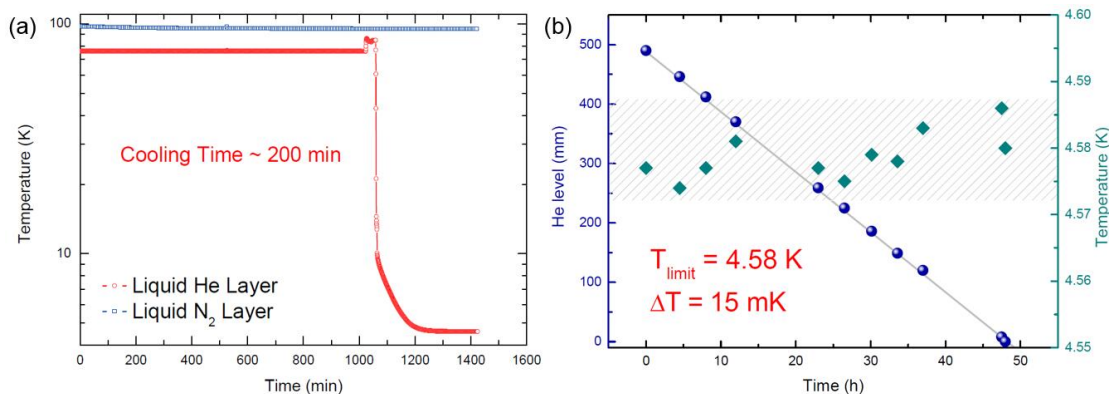 (a)
100
10
Temperature (K)
Cooling Time ~ 200 min
Liquid He Layer
Liquid N2 Layer
0 200 400 600 800 1000 1200 1400 1600
Time (min)
(b)
500
400
300
200
100
0
He level (mm)
4.60
4.59
4.58
4.57
4.56
4.55
Temperature (K)
Tlimit = 4.58 K
ΔT = 15 mK
0 10 20 30 40 50
Time (h)